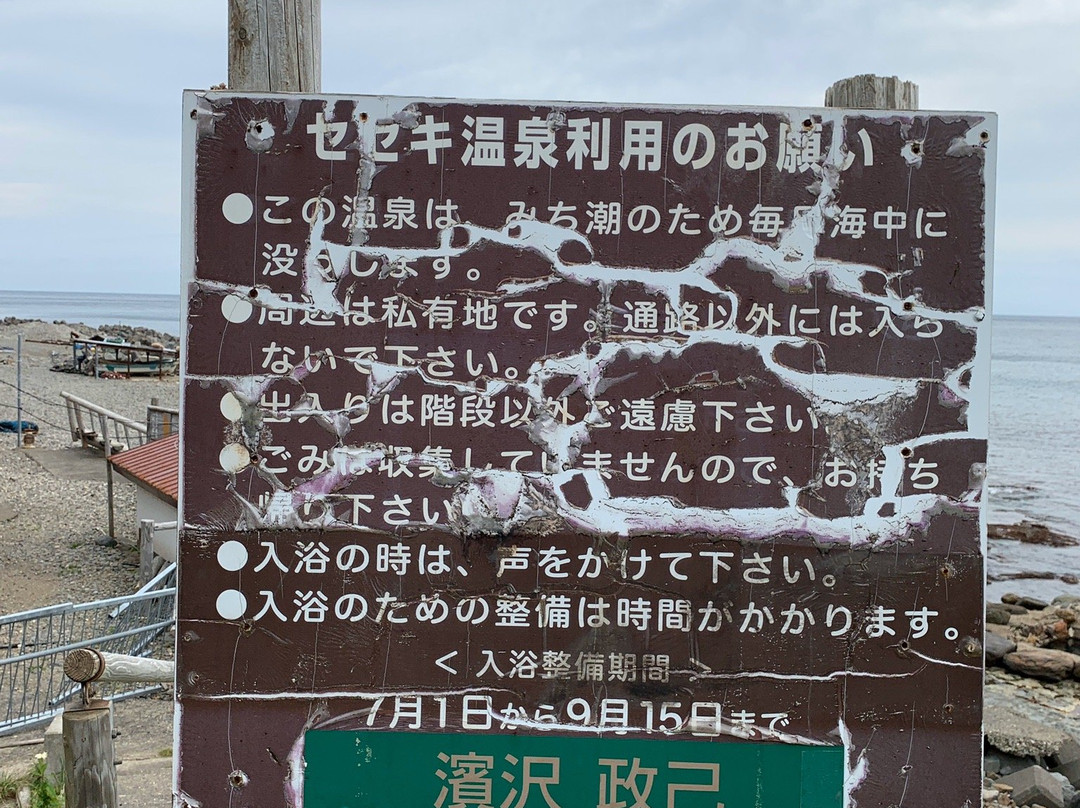 セセキ温泉利用のお願い
●この温泉は、みち潮のため毎日海中に
没っします。
●周辺は私有地です。通路以外には入ら
ないで下さい。
●出入りは階段以外ご遠慮下さい
●ごみは収集していませんので、お持ち
帰り下さい
●入浴の時は、声をかけて下さい。
●入浴のための整備は時間がかかります。
＜入浴整備期間＞
7月1日から9月15日まで
濱沢 政己